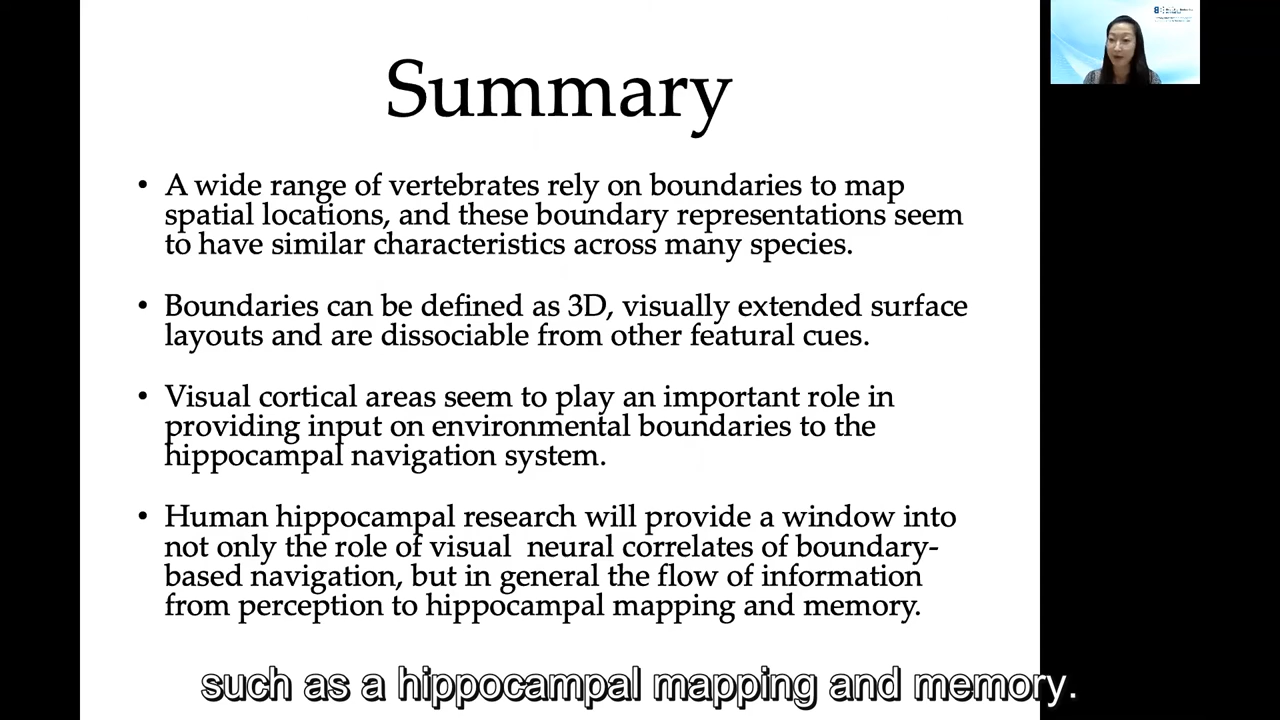 Summary
• A wide range of vertebrates rely on boundaries to map
spatial locations, and these boundary representations seem
to have similar characteristics across many species.
• Boundaries can be defined as 3D, visually extended surface
layouts and are dissociable from other featural cues.
• Visual cortical areas seem to play an important role in
providing input on environmental boundaries to the
hippocampal navigation system.
• Human hippocampal research will provide a window into
not only the role of visual  neural correlates of boundary-
based navigation, but in general the flow of information
from perception to hippocampal mapping and memory.
such as a hippocampal mapping and memory.